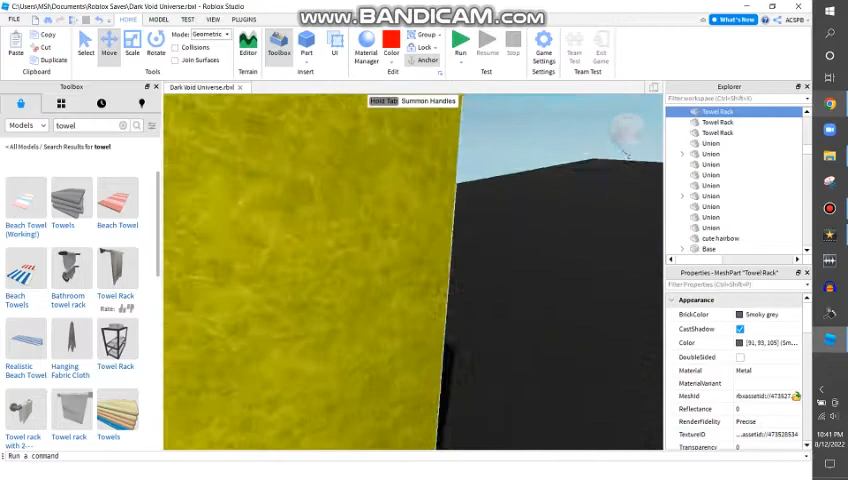 C:\Users\MSI\Documents\Roblox Saves\Dark Void Universe.rbxl - Roblox Studio
www.BANDICAM.com
FILE HOME MODEL TEST VIEW PLUGINS What's New ACSPB
Paste Copy Cut Duplicate Select Move Scale Rotate Mode: Geometric Collisions Join Surfaces Editor Toolbox Part UI Material Manager Color Group Lock Anchor Run Resume Stop Game Settings Team Test Exit Game
Clipboard Tools Terrain Insert Edit Test Settings Team Test
Toolbox
Dark Void Universe.rbxl
Models
towel
< All Models / Search Results for towel
Beach Towel (Working!)
Towels
Beach Towel
Beach Towels
Bathroom towel rack
Towel Rack
Rate:
Realistic Beach Towel
Hanging Fabric Cloth
Towel Rack
Towel rack with 2---
Towel rack
Towels
Hold Tab Summon Handles
Explorer
Filter workspace (Ctrl+Shift+X)
Towel Rack
Towel Rack
Towel Rack
Union
Union
Union
Union
Union
Union
Union
Union
Union
cute hairbow
Base
Properties - MeshPart "Towel Rack"
Filter Properties (Ctrl+Shift+P)
Appearance
BrickColor Smoky grey
CastShadow
Color [91, 93, 105] (Sm...
DoubleSided
Material Metal
MaterialVariant
MeshId rbxassetid://473527
Reflectance 0
RenderFidelity Precise
TextureID ...assetid://473528534
Transparency 0
Run a command
10:41 PM
8/12/2022